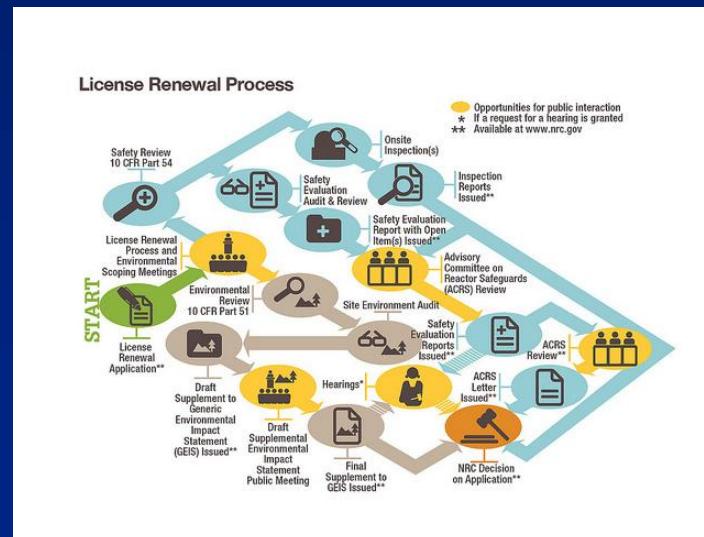 License Renewal Process
Opportunities for public interaction
* If a request for a hearing is granted
** Available at www.nrc.gov
Onsite
Inspection(s)
Safety Review
10 CFR Part 54
Safety
Evaluation
Audit & Review
Inspection
Reports
Issued**
Safety Evaluation
Report with Open
Item(s) Issued**
License Renewal
Process and
Environmental
Scoping Meetings
Advisory
Committee on
Reactor Safeguards
(ACRS) Review
Environmental
Review
10 CFR Part 51
START
Site Environment Audit
License
Renewal
Application**
Safety
Evaluation
Reports
Issued**
ACRS
Review**
Draft
Supplement to
Generic
Environmental
Impact
Statement
(GEIS) Issued**
Hearings*
ACRS
Letter
Issued**
Draft
Supplemental
Environmental
Impact
Statement
Public Meeting
Final
Supplement to
GEIS Issued**
NRC Decision
on Application**